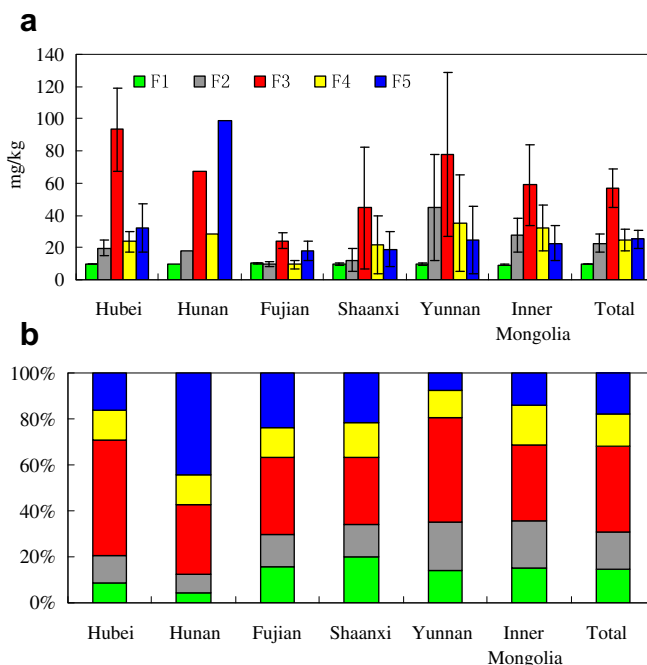 a
140
120
100
80
60
40
20
0
mg/kg
F1 F2 F3 F4 F5
Hubei Hunan Fujian Shaanxi Yunnan Inner Mongolia Total
b
100%
80%
60%
40%
20%
0%
Hubei Hunan Fujian Shaanxi Yunnan Inner Mongolia Total